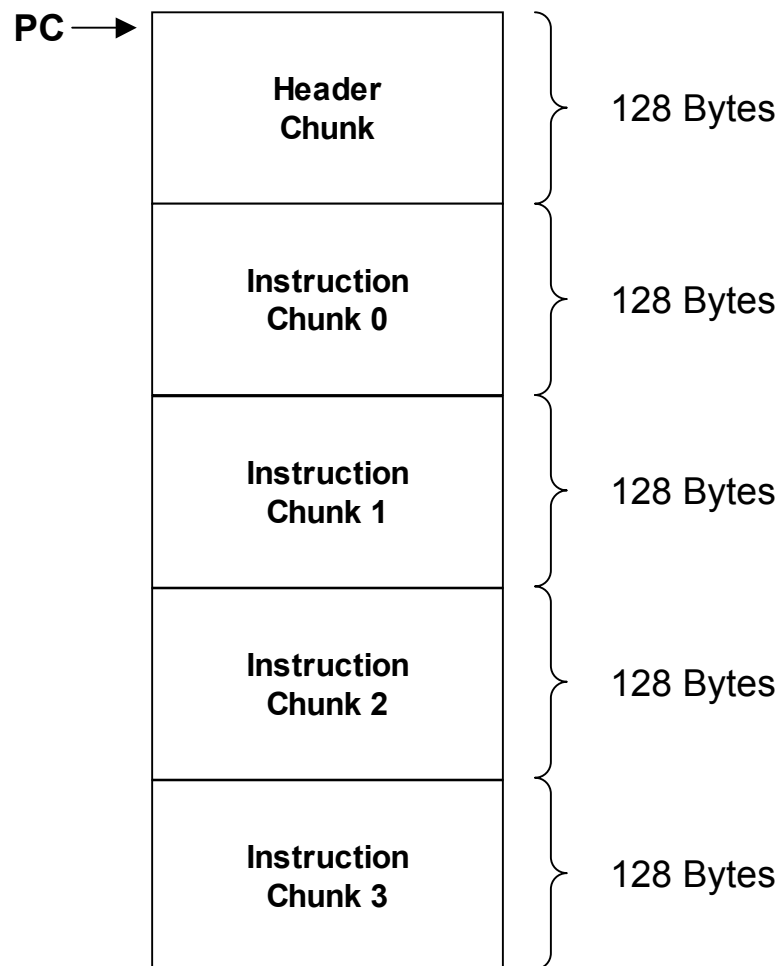 PC
Header
Chunk
128 Bytes
Instruction
Chunk 0
128 Bytes
Instruction
Chunk 1
128 Bytes
Instruction
Chunk 2
128 Bytes
Instruction
Chunk 3
128 Bytes